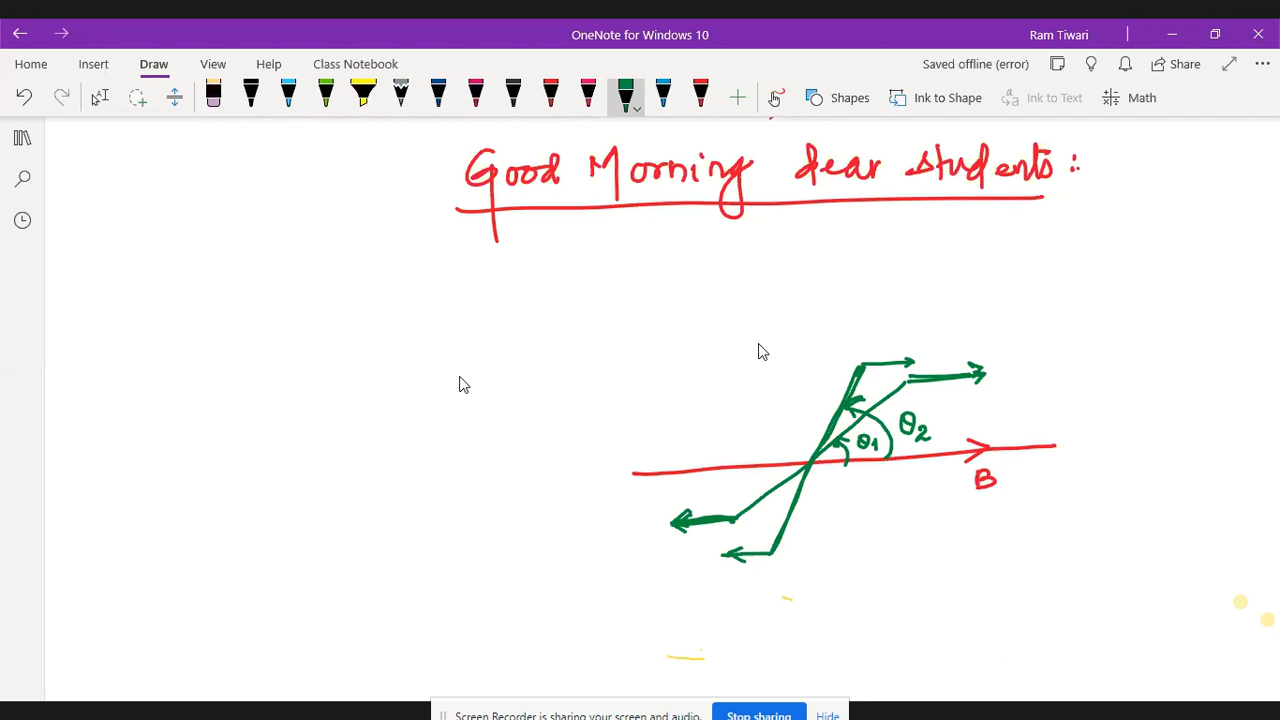 OneNote for Windows 10
Ram Tiwari
Home Insert Draw View Help Class Notebook
Saved offline (error) Share
Shapes Ink to Shape Ink to Text Math
Good Morning dear students :
θ2
θ1
B
Screen Recorder is sharing your screen and audio. Stop sharing Hide